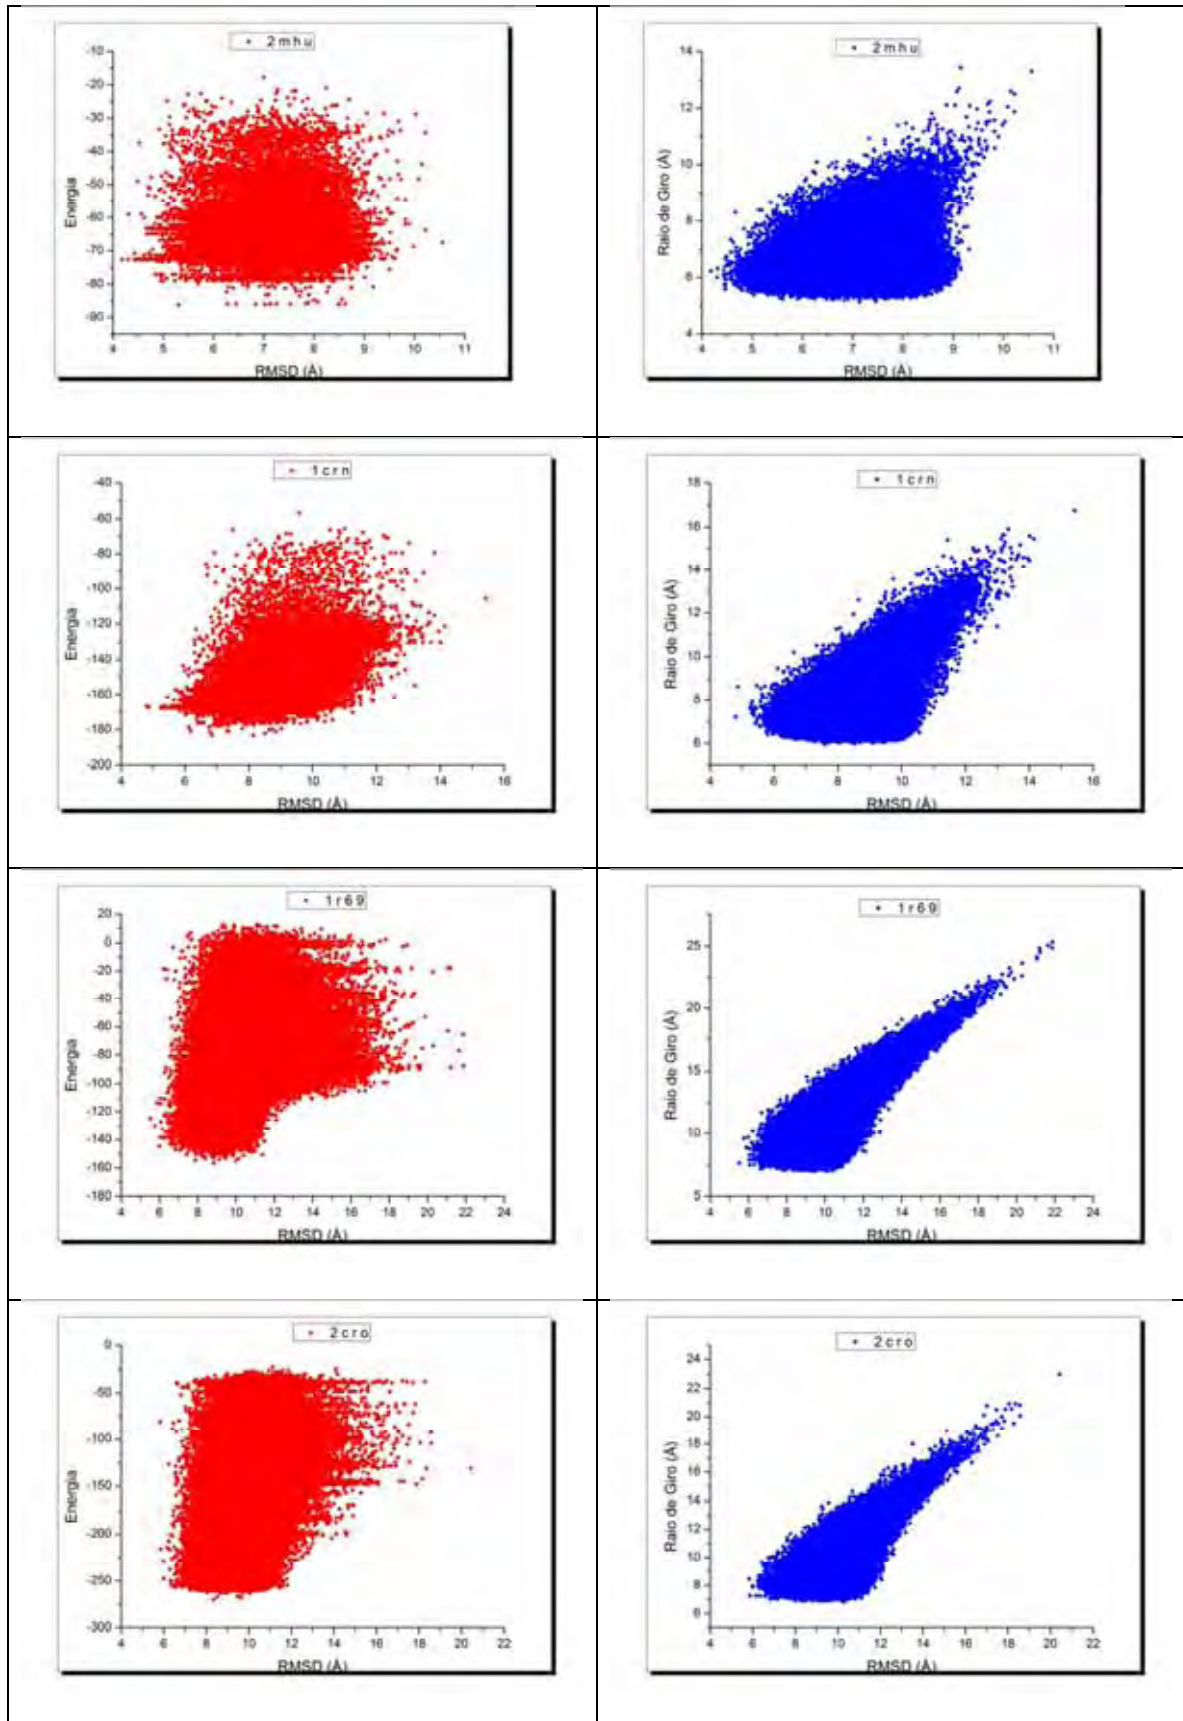 2mhu
Energia
-10
-20
-30
-40
-50
-60
-70
-80
-90
4 5 6 7 8 9 10 11
RMSD (Å)
2mhu
Raio de Giro (Å)
14
12
10
8
6
4
4 5 6 7 8 9 10 11
RMSD (Å)
1crn
Energia
-40
-60
-80
-100
-120
-140
-160
-180
-200
4 6 8 10 12 14 16
RMSD (Å)
1crn
Raio de Giro (Å)
18
16
14
12
10
8
6
4 6 8 10 12 14 16
RMSD (Å)
1r69
Energia
20
0
-20
-40
-60
-80
-100
-120
-140
-160
-180
4 6 8 10 12 14 16 18 20 22 24
RMSD (Å)
1r69
Raio de Giro (Å)
25
20
15
10
5
4 6 8 10 12 14 16 18 20 22 24
RMSD (Å)
2cro
Energia
0
-50
-100
-150
-200
-250
-300
4 6 8 10 12 14 16 18 20 22
RMSD (Å)
2cro
Raio de Giro (Å)
24
22
20
18
16
14
12
10
8
6
4 6 8 10 12 14 16 18 20 22
RMSD (Å)